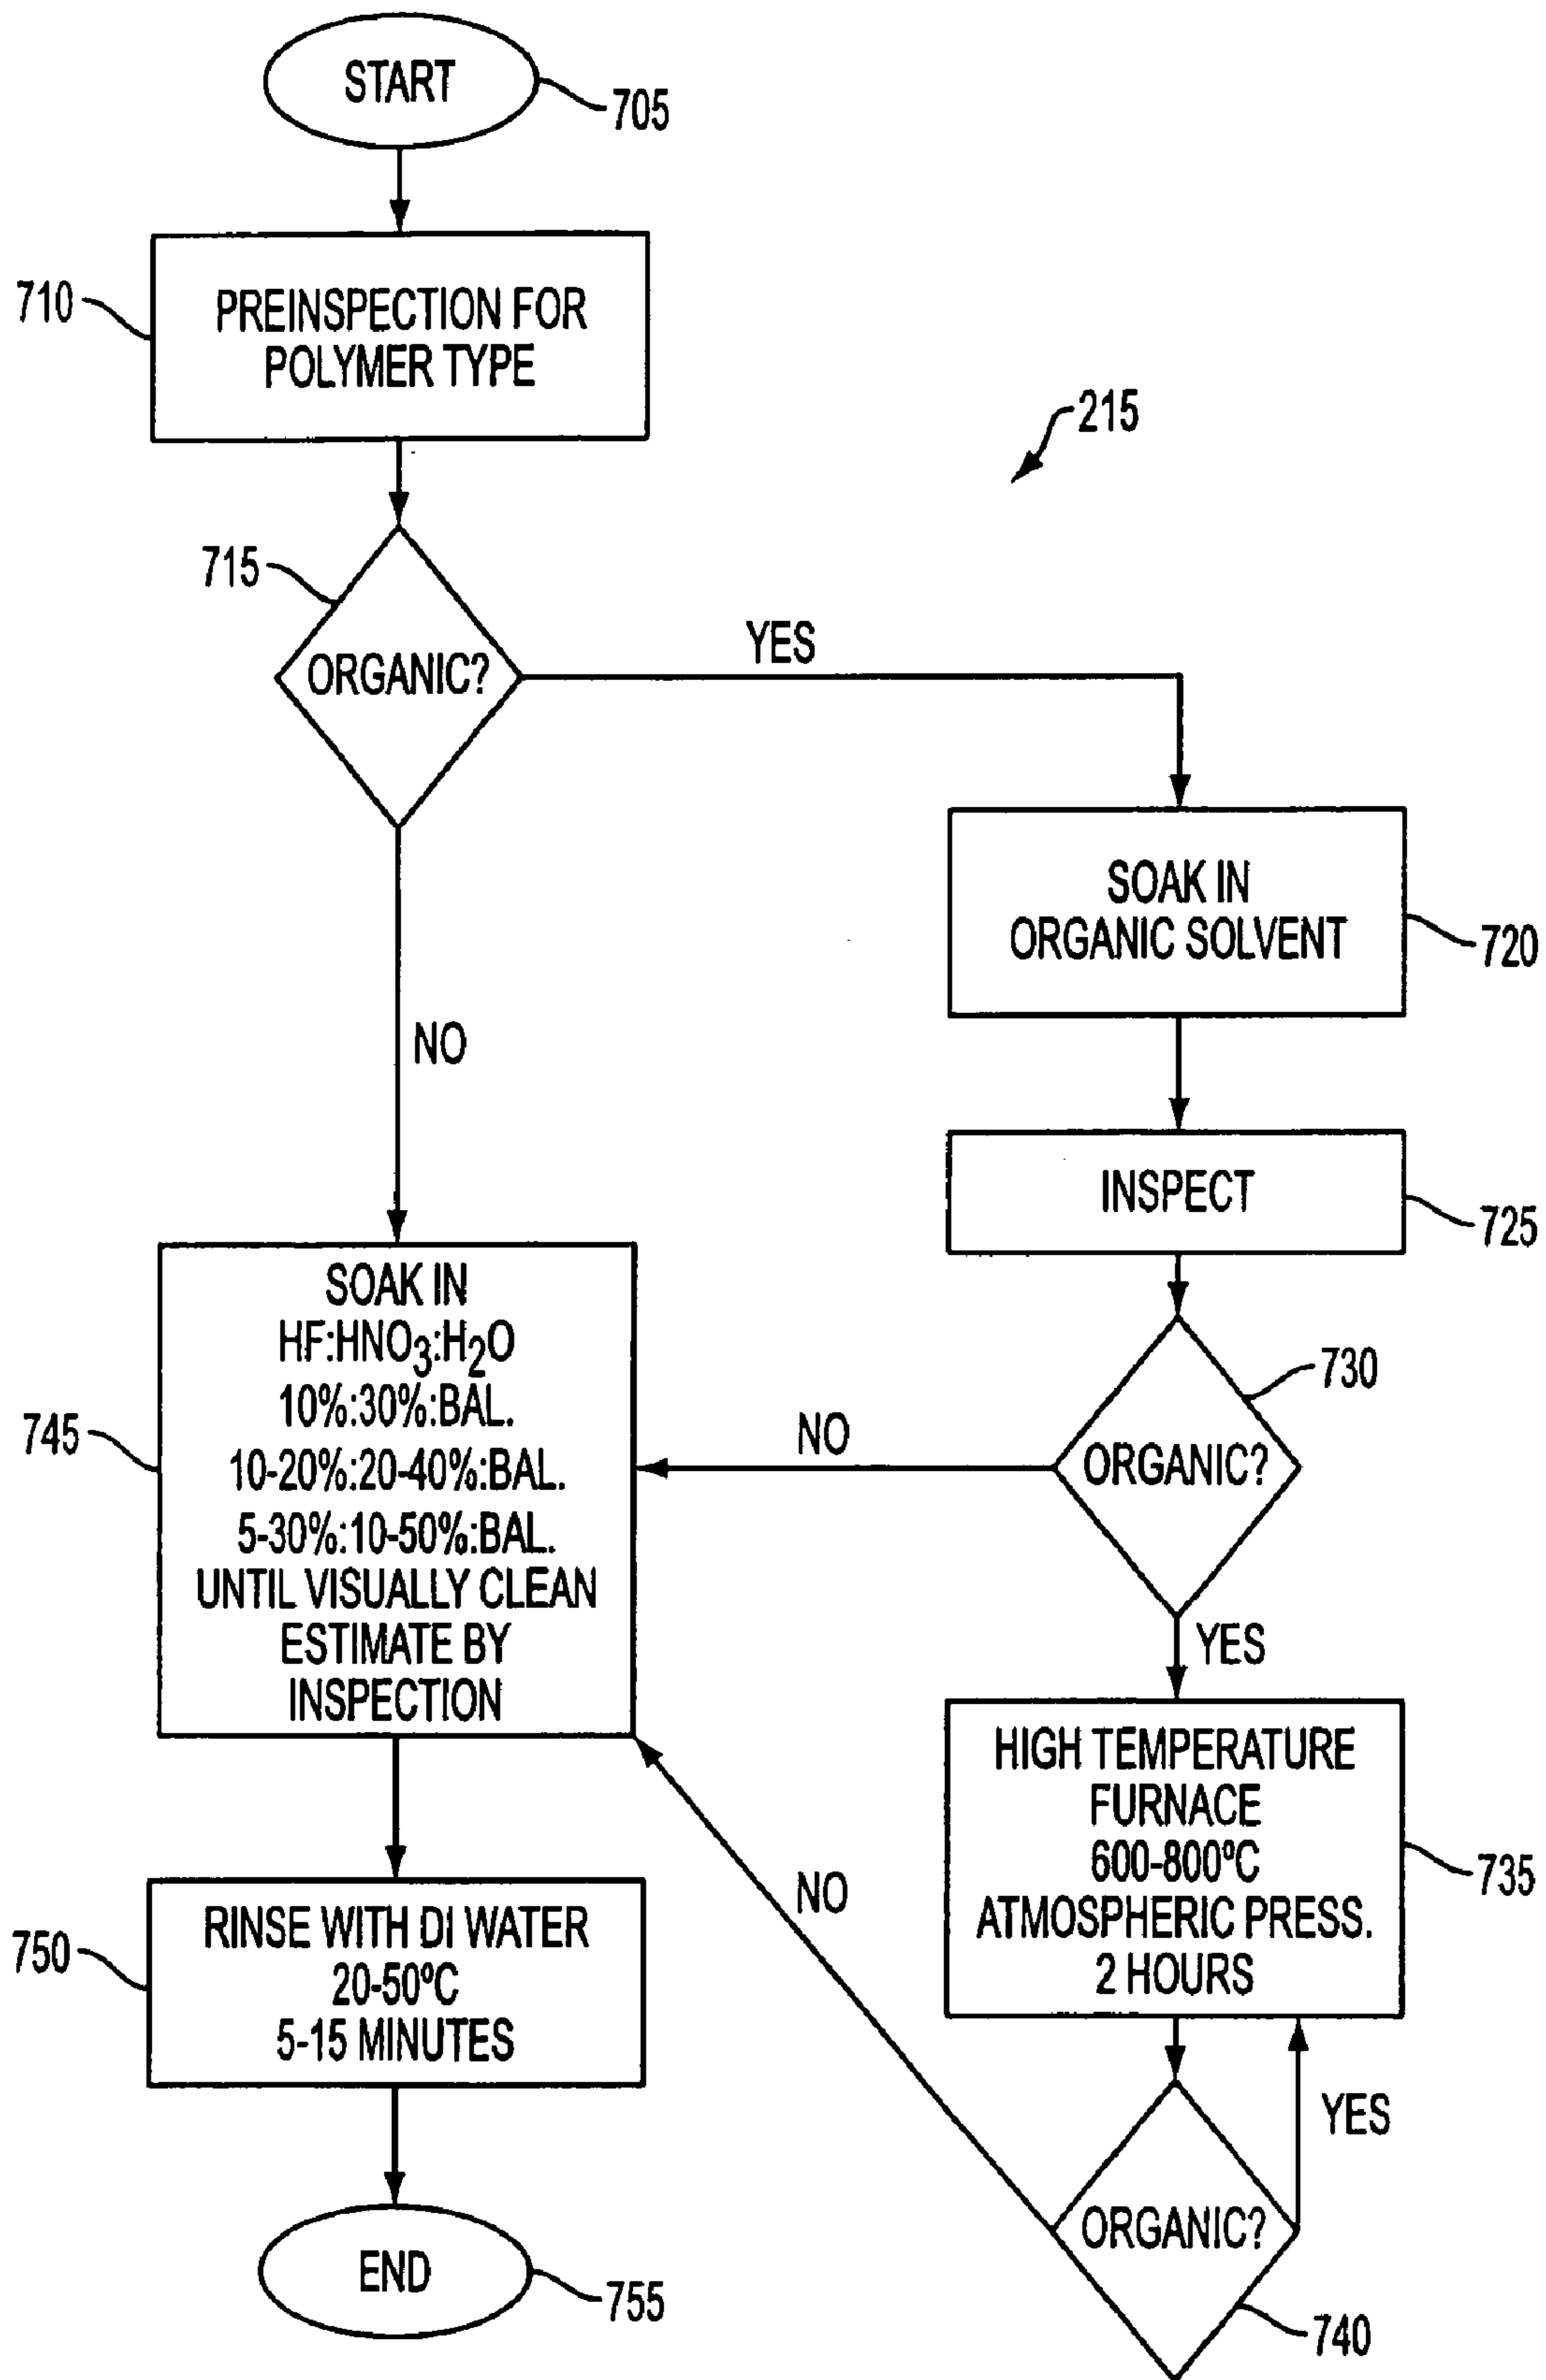 START
705
710
PREINSPECTION FOR
POLYMER TYPE
215
715
ORGANIC?
YES
NO
SOAK IN
ORGANIC SOLVENT
720
INSPECT
725
730
ORGANIC?
NO
YES
745
SOAK IN
HF:HNO3:H2O
10%:30%:BAL.
10-20%:20-40%:BAL.
5-30%:10-50%:BAL.
UNTIL VISUALLY CLEAN
ESTIMATE BY
INSPECTION
HIGH TEMPERATURE
FURNACE
600-800ºC
ATMOSPHERIC PRESS.
2 HOURS
735
NO
YES
ORGANIC?
740
750
RINSE WITH DI WATER
20-50ºC
5-15 MINUTES
END
755